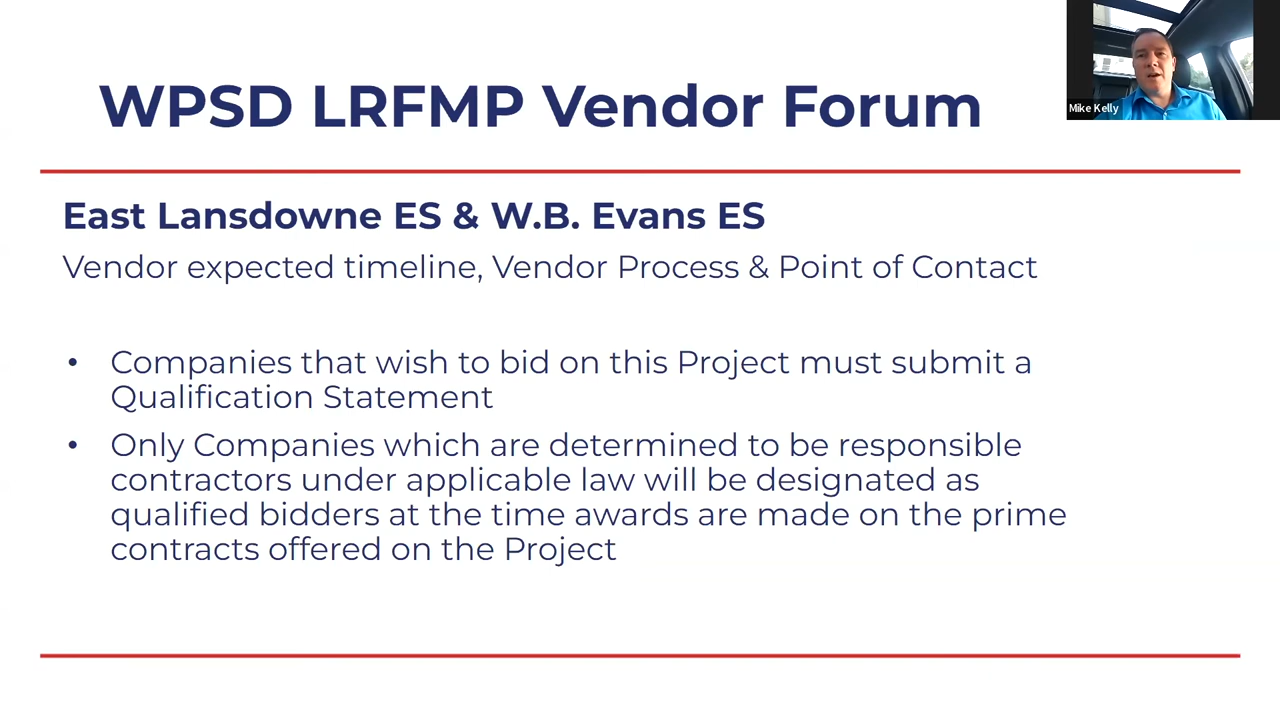 WPSD LRFMP Vendor Forum
Mike Kelly
East Lansdowne ES & W.B. Evans ES
Vendor expected timeline, Vendor Process & Point of Contact
• Companies that wish to bid on this Project must submit a
Qualification Statement
• Only Companies which are determined to be responsible
contractors under applicable law will be designated as
qualified bidders at the time awards are made on the prime
contracts offered on the Project